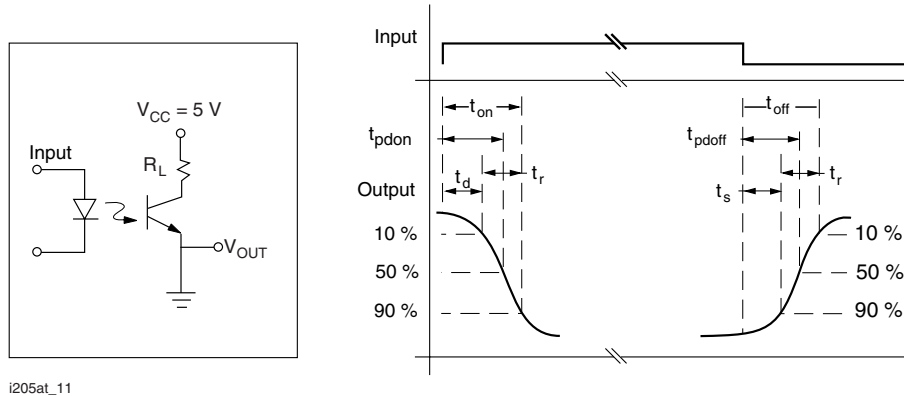 V_CC = 5 V
Input
R_L
V_OUT
i205at_11
Input
t_on
t_off
t_pdon
t_pdoff
t_d
t_r
t_s
t_r
Output
10 %
10 %
50 %
50 %
90 %
90 %